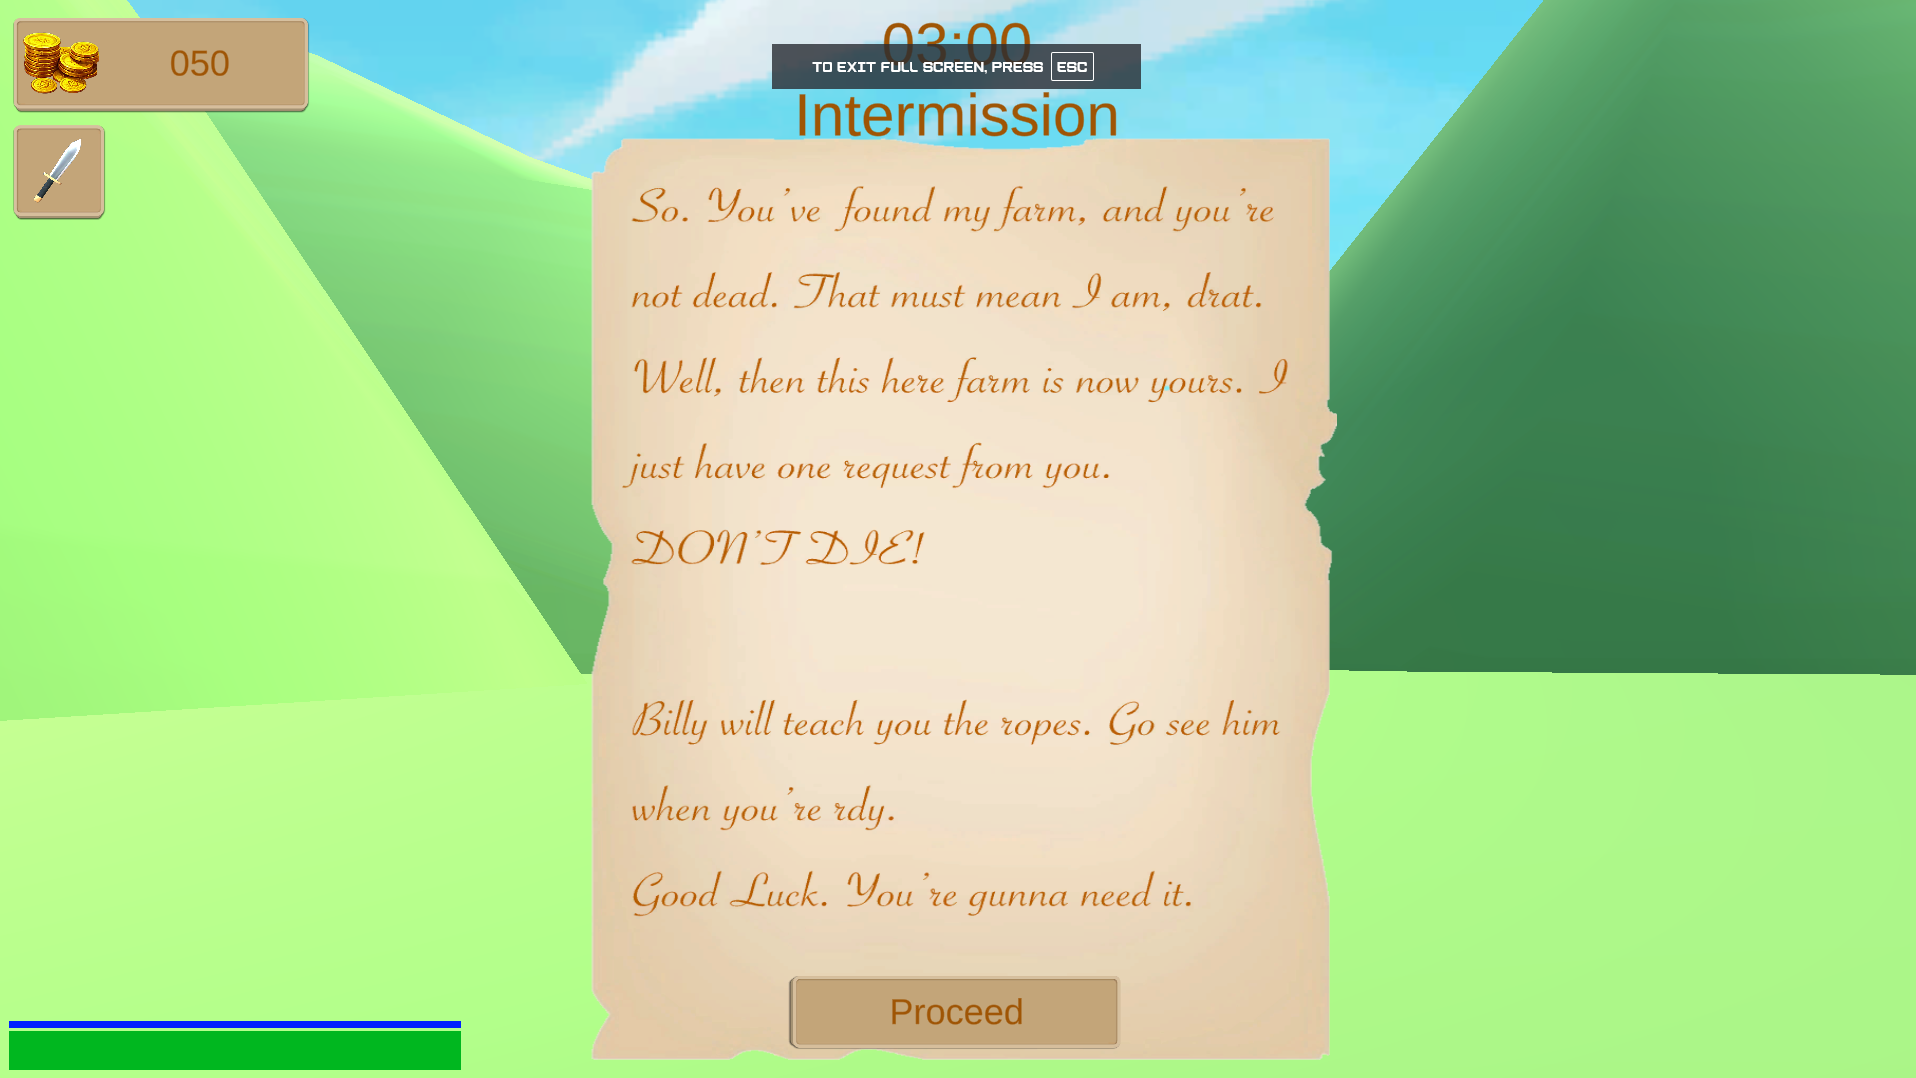 050
03:00
TO EXIT FULL SCREEN, PRESS ESC
Intermission
So. You've found my farm, and you're
not dead. That must mean I am, drat.
Well, then this here farm is now yours. I
just have one request from you.
DON'T DIE!
Billy will teach you the ropes. Go see him
when you're rdy.
Good Luck. You're gunna need it.
Proceed